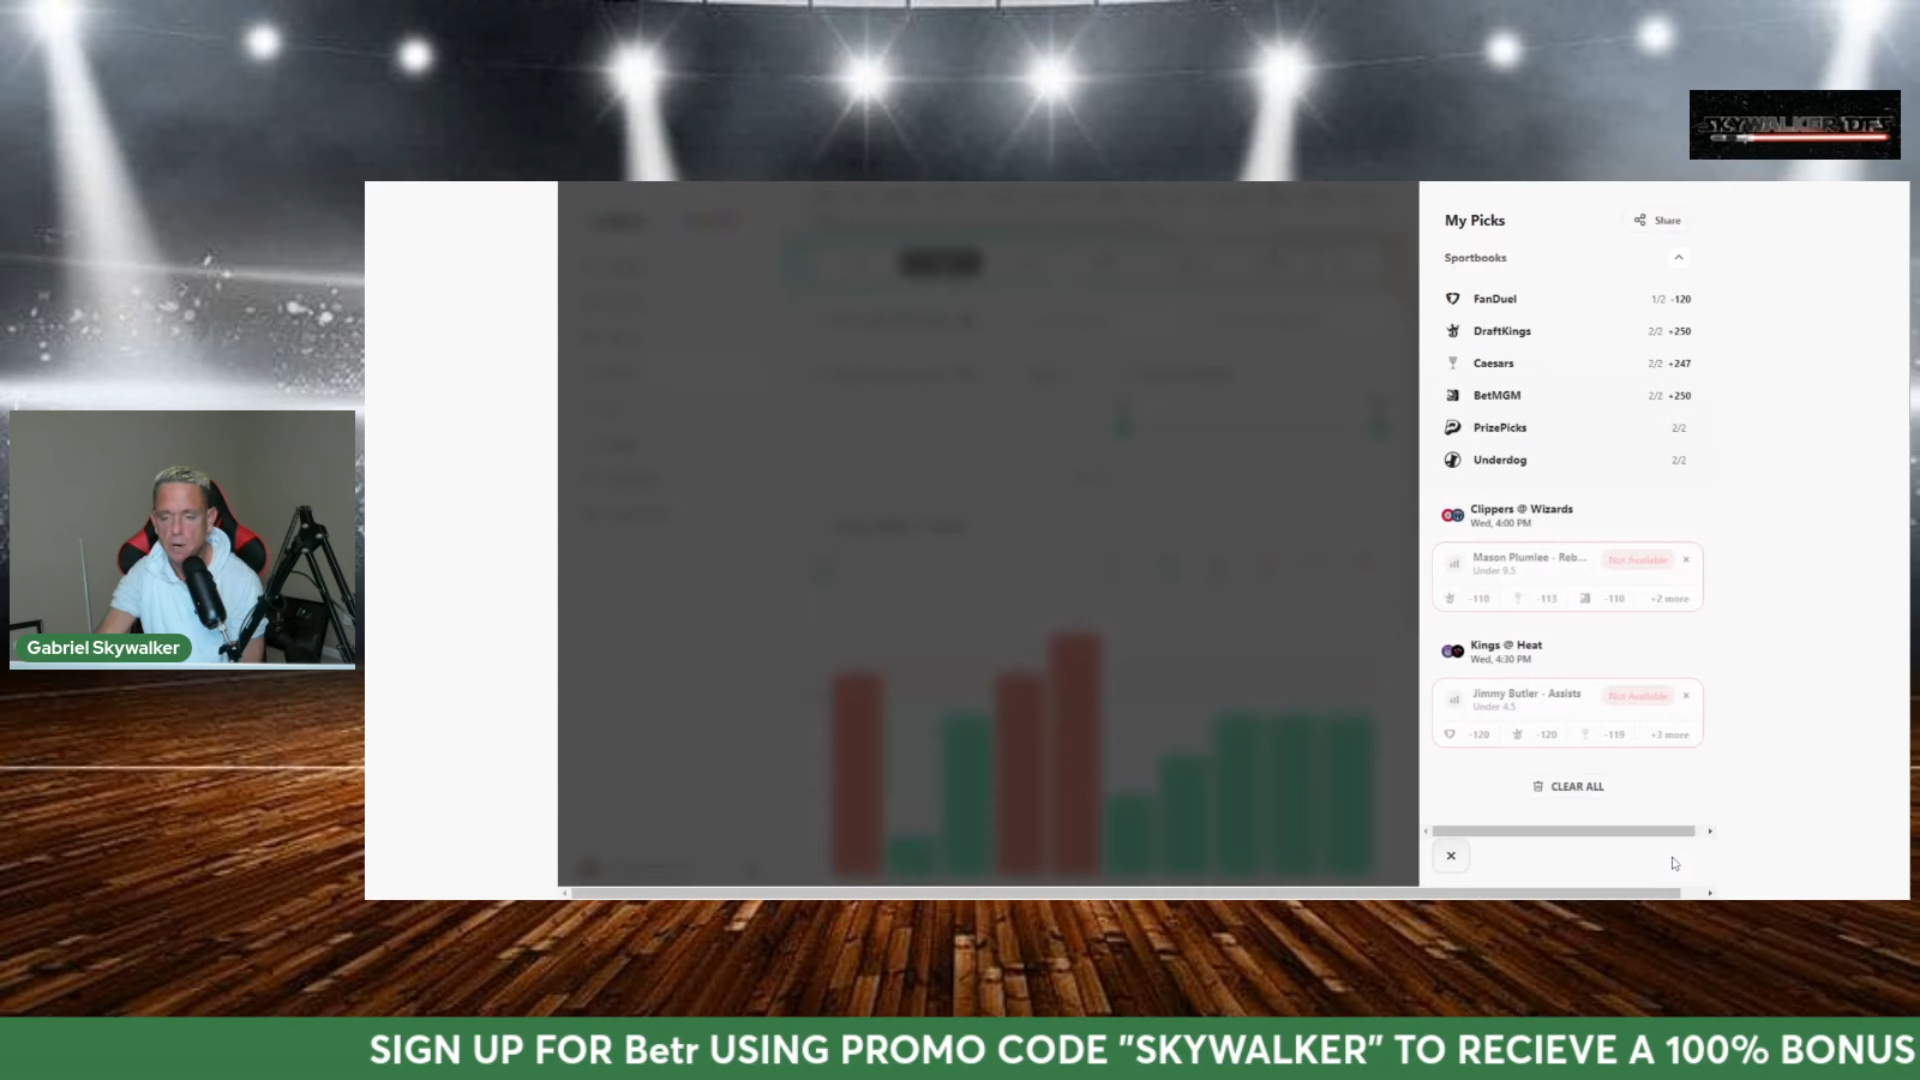 SKYWALKER DFS
My Picks
Share
Sportbooks
FanDuel 1/2 -120
DraftKings 2/2 +250
Caesars 2/2 +247
BetMGM 2/2 +250
PrizePicks 2/2
Underdog 2/2
Clippers @ Wizards
Wed, 4:00 PM
Mason Plumlee - Reb... Not Available
Under 9.5
-110 -113 -110 +2 more
Kings @ Heat
Wed, 4:30 PM
Jimmy Butler - Assists Not Available
Under 4.5
-120 -120 -119 +3 more
CLEAR ALL
Gabriel Skywalker
SIGN UP FOR Betr USING PROMO CODE "SKYWALKER" TO RECIEVE A 100% BONUS